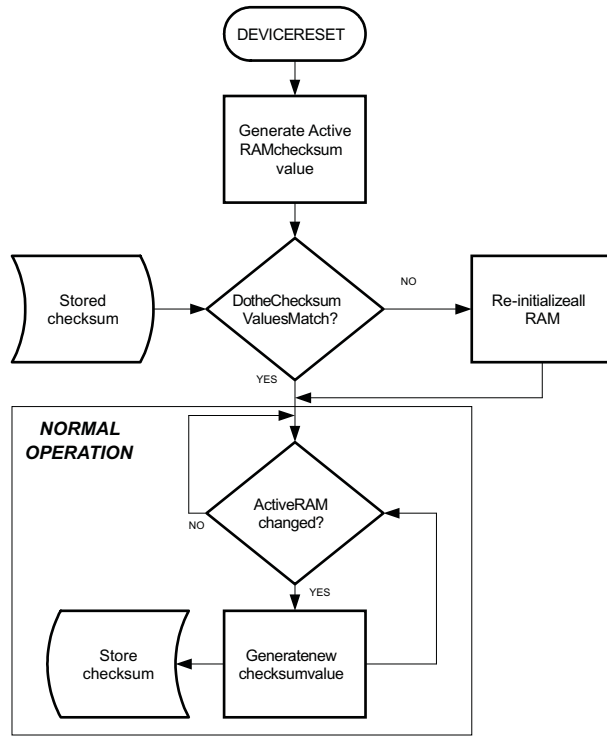 DEVICERESET
Generate Active
RAMchecksum
value
Stored
checksum
DotheChecksum
ValuesMatch?
NO
Re-initializeall
RAM
YES
NORMAL
OPERATION
ActiveRAM
changed?
NO
YES
Store
checksum
Generatenew
checksumvalue